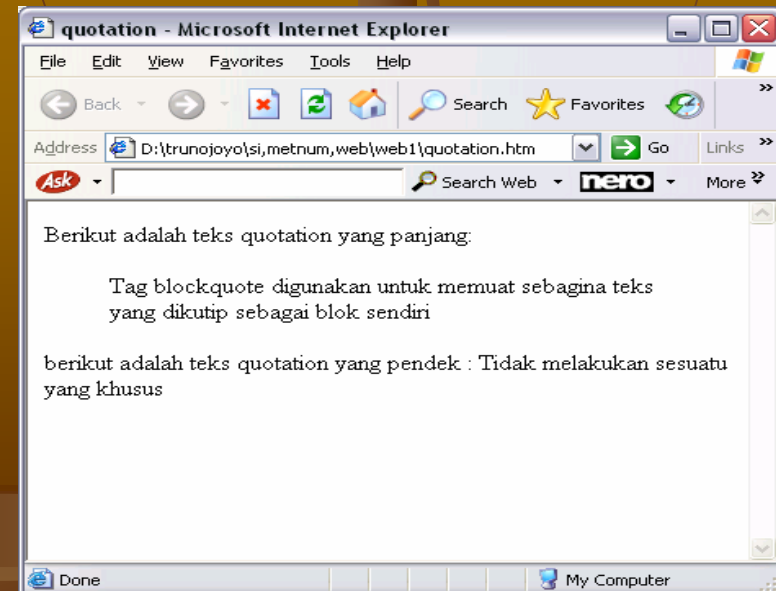 quotation - Microsoft Internet Explorer
File Edit View Favorites Tools Help
Back Search Favorites »
Address D:\trunojoyo\si,metnum,web\web1\quotation.htm Go Links »
Ask Search Web nero More »
Berikut adalah teks quotation yang panjang:
Tag blockquote digunakan untuk memuat sebagina teks
yang dikutip sebagai blok sendiri
berikut adalah teks quotation yang pendek : Tidak melakukan sesuatu
yang khusus
Done My Computer